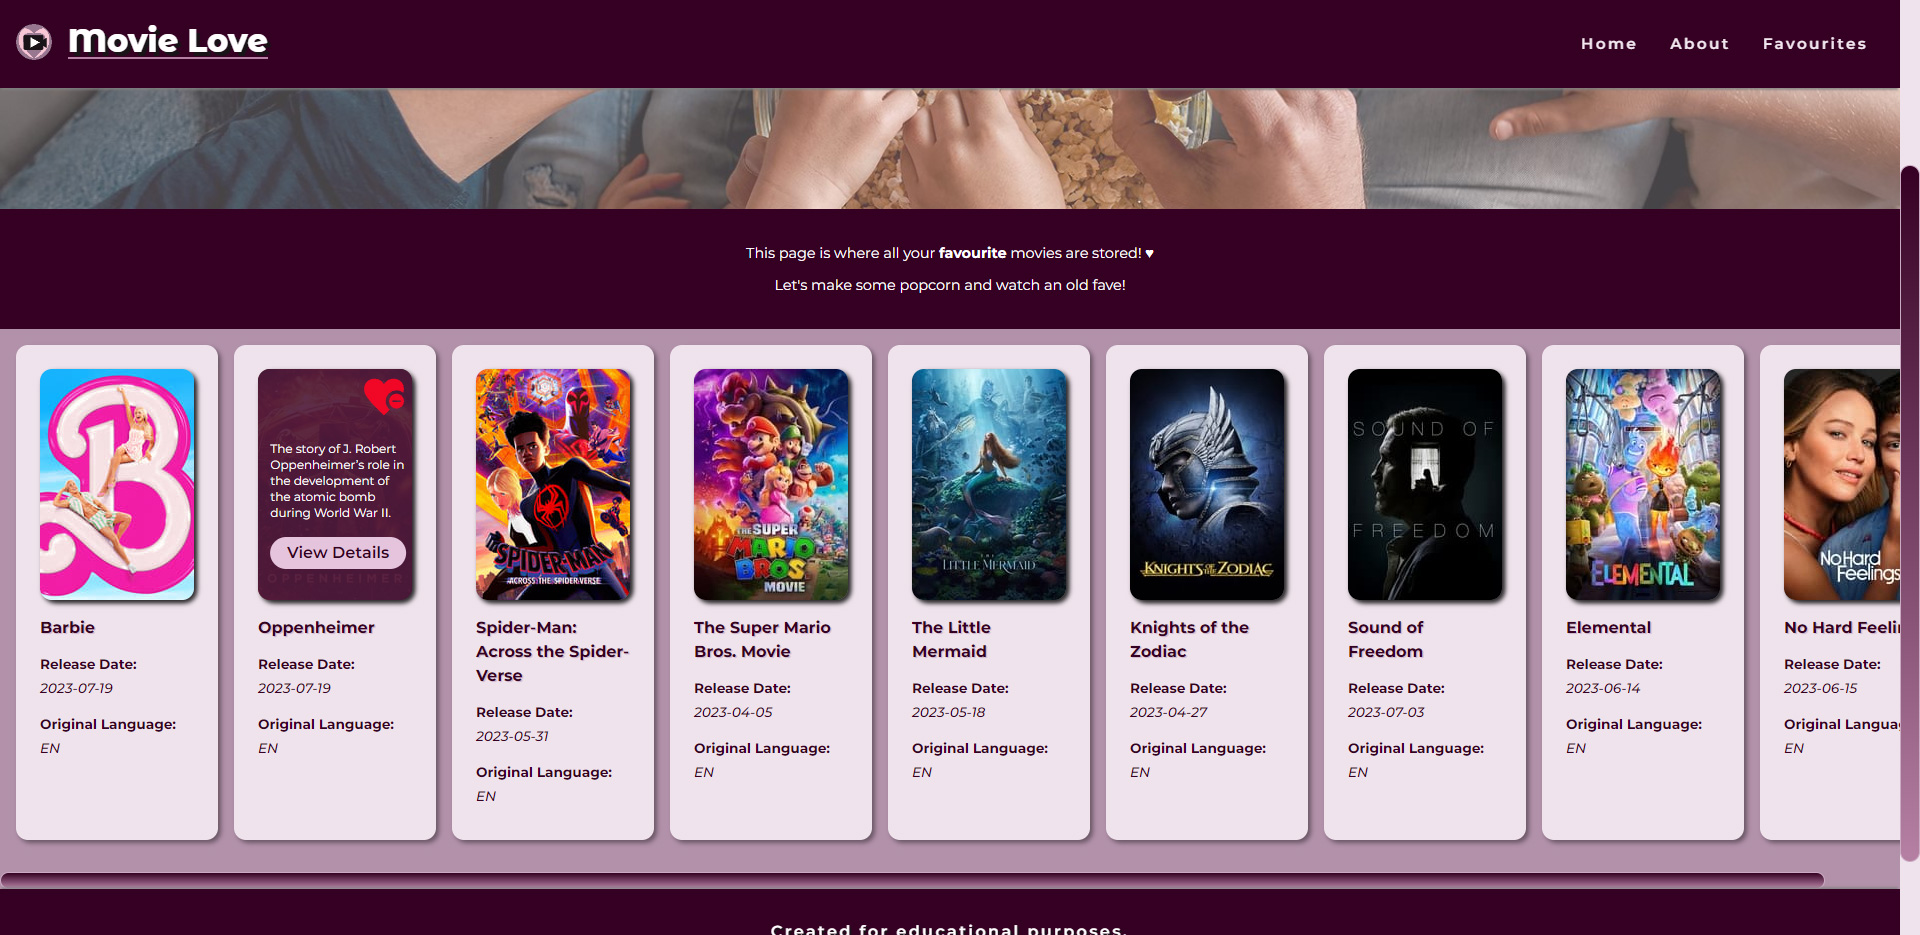 Movie Love
Home About Favourites
This page is where all your favourite movies are stored! ♥
Let's make some popcorn and watch an old fave!
The story of J. Robert
Oppenheimer's role in
the development of
the atomic bomb
during World War II.
View Details
OPPENHEIMER
SPIDER-MAN
ACROSS THE SPIDER-VERSE
THE SUPER
MARIO
BROS
MOVIE
THE
LITTLE MERMAID
KNIGHTS OF THE ZODIAC
SOUND OF
FREEDOM
ELEMENTAL
No Hard
Feelings
Barbie
Release Date:
2023-07-19
Original Language:
EN
Oppenheimer
Release Date:
2023-07-19
Original Language:
EN
Spider-Man:
Across the Spider-
Verse
Release Date:
2023-05-31
Original Language:
EN
The Super Mario
Bros. Movie
Release Date:
2023-04-05
Original Language:
EN
The Little
Mermaid
Release Date:
2023-05-18
Original Language:
EN
Knights of the
Zodiac
Release Date:
2023-04-27
Original Language:
EN
Sound of
Freedom
Release Date:
2023-07-03
Original Language:
EN
Elemental
Release Date:
2023-06-14
Original Language:
EN
No Hard Feeli
Release Date:
2023-06-15
Original Langua
EN
Created for educational purposes.